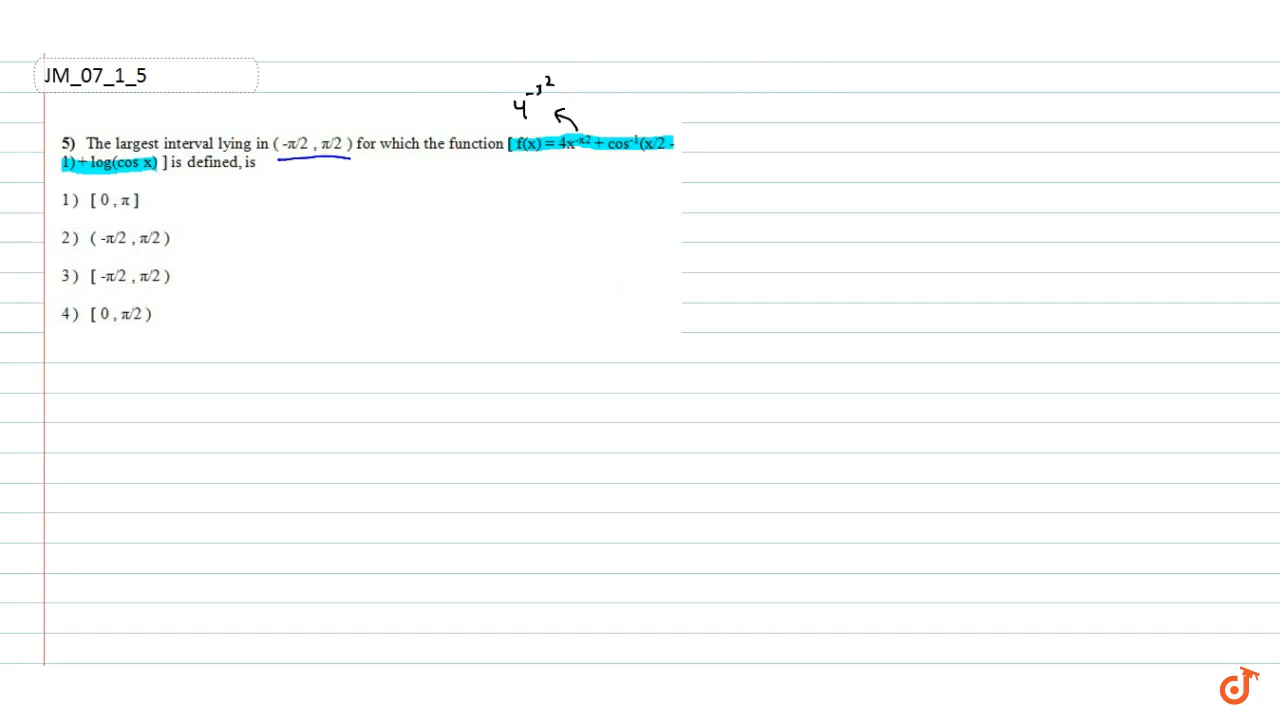 JM_07_1_5
4^-x^2
5) The largest interval lying in ( -π/2 , π/2 ) for which the function [ f(x) = 4x^-x2 + cos^-1(x/2 -
1) + log(cos x) ] is defined, is
1) [ 0 , π ]
2) ( -π/2 , π/2 )
3) [ -π/2 , π/2 )
4) [ 0 , π/2 )